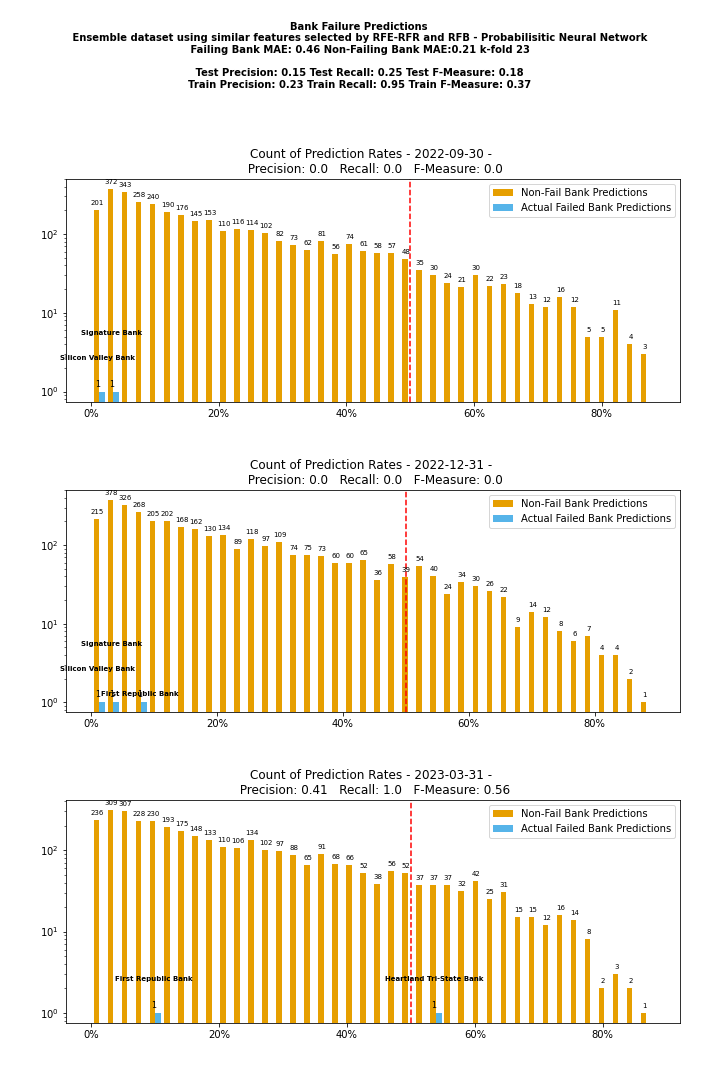 Bank Failure Predictions
Ensemble dataset using similar features selected by RFE-RFR and RFB - Probabilisitic Neural Network
Failing Bank MAE: 0.46 Non-Failing Bank MAE:0.21 k-fold 23
Test Precision: 0.15 Test Recall: 0.25 Test F-Measure: 0.18
Train Precision: 0.23 Train Recall: 0.95 Train F-Measure: 0.37
Count of Prediction Rates - 2022-09-30 -
Precision: 0.0 Recall: 0.0 F-Measure: 0.0
Non-Fail Bank Predictions
Actual Failed Bank Predictions
201 372 343 258 240 190 176 145 153 110 116 114 102 82 73 62 81 56 74 61 58 57 48 35 30 24 21 30 22 23 18 13 12 16 12 5 5 11 4 3
10² 
10¹
10⁰
Signature Bank
Silicon Valley Bank
1 1
0% 20% 40% 60% 80%
Count of Prediction Rates - 2022-12-31 -
Precision: 0.0 Recall: 0.0 F-Measure: 0.0
Non-Fail Bank Predictions
Actual Failed Bank Predictions
215 378 326 268 205 202 168 162 130 134 89 118 97 109 74 75 73 60 60 65 36 58 39 54 40 24 34 30 26 22 9 14 12 8 6 7 4 4 2 1
10²
10¹
10⁰
Signature Bank
Silicon Valley Bank
First Republic Bank
1 1 1
0% 20% 40% 60% 80%
Count of Prediction Rates - 2023-03-31 -
Precision: 0.41 Recall: 1.0 F-Measure: 0.56
Non-Fail Bank Predictions
Actual Failed Bank Predictions
236 309 307 228 230 193 175 148 133 110 106 134 102 97 88 65 91 68 66 52 38 56 52 37 37 37 32 42 25 31 15 15 12 16 14 8 2 3 2 1
10²
10¹
10⁰
First Republic Bank
Heartland Tri-State Bank
1 1
0% 20% 40% 60% 80%